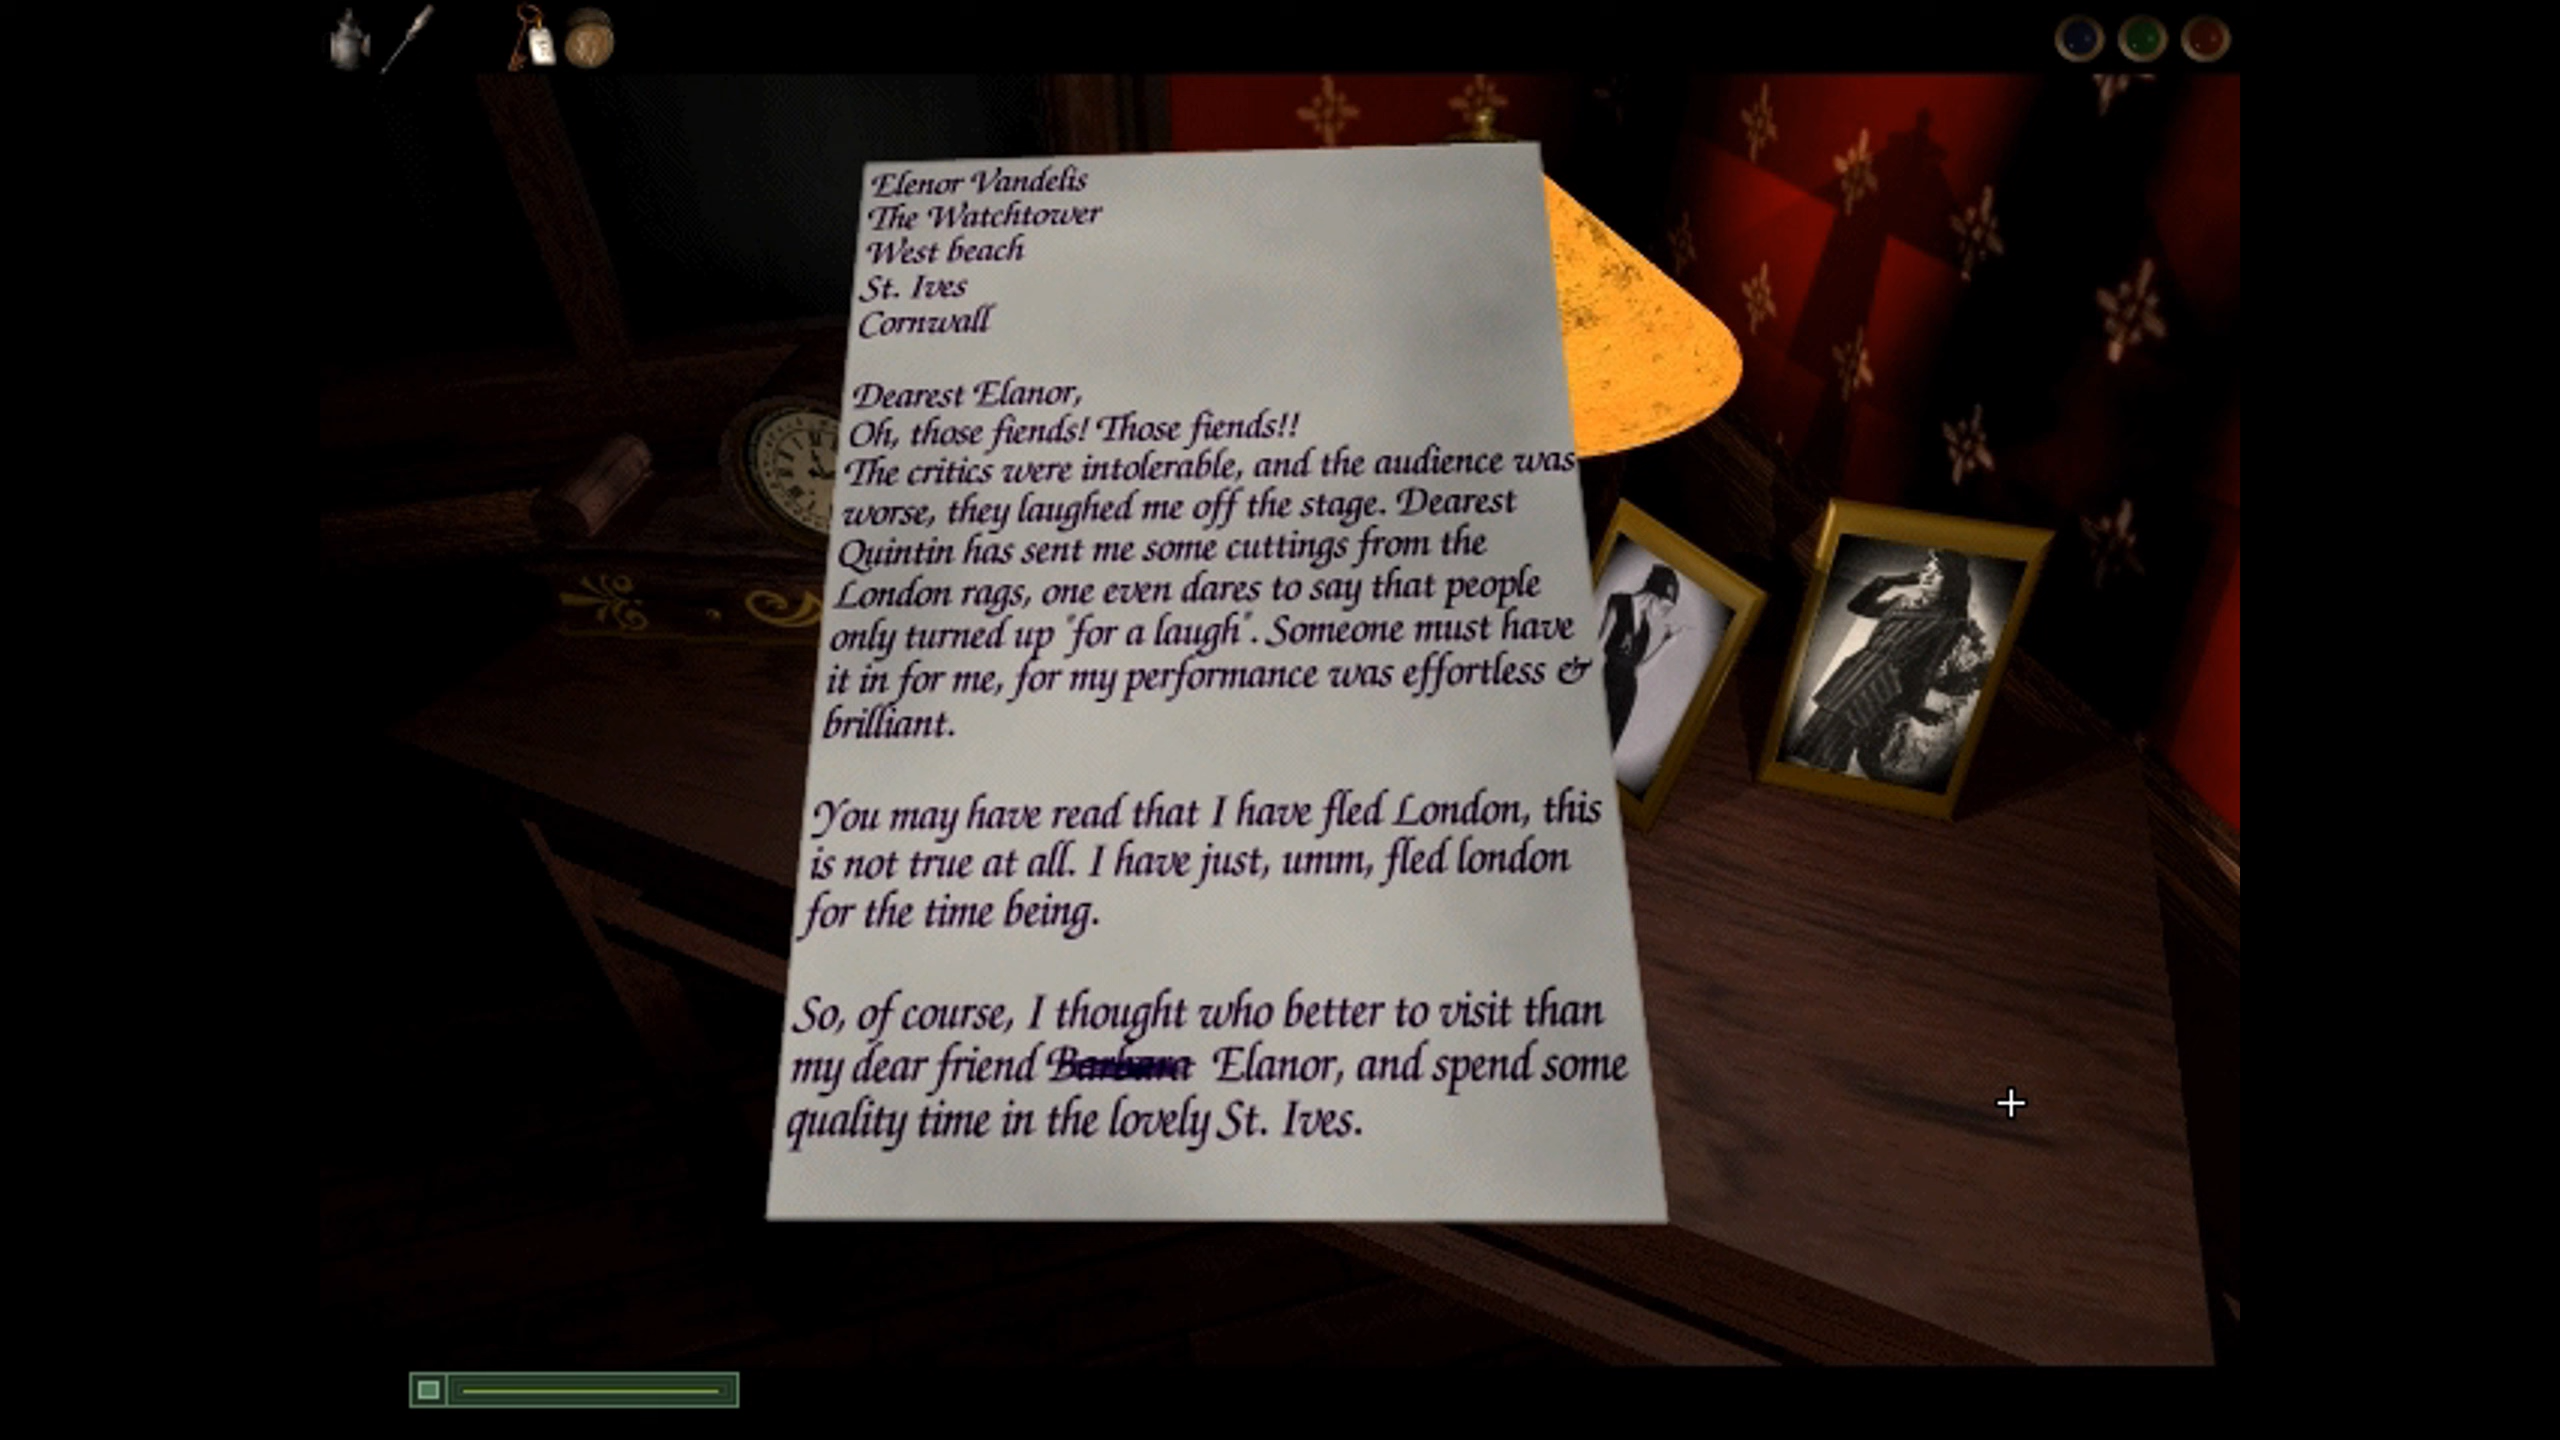 Elenor Vandelis
The Watchtower
West beach
St. Ives
Cornwall
Dearest Elanor,
Oh, those fiends! Those fiends!!
The critics were intolerable, and the audience was
worse, they laughed me off the stage. Dearest
Quintin has sent me some cuttings from the
London rags, one even dares to say that people
only turned up "for a laugh". Someone must have
it in for me, for my performance was effortless &
brilliant.
You may have read that I have fled London, this
is not true at all. I have just, umm, fled london
for the time being.
So, of course, I thought who better to visit than
my dear friend Barbara Elanor, and spend some
quality time in the lovely St. Ives.